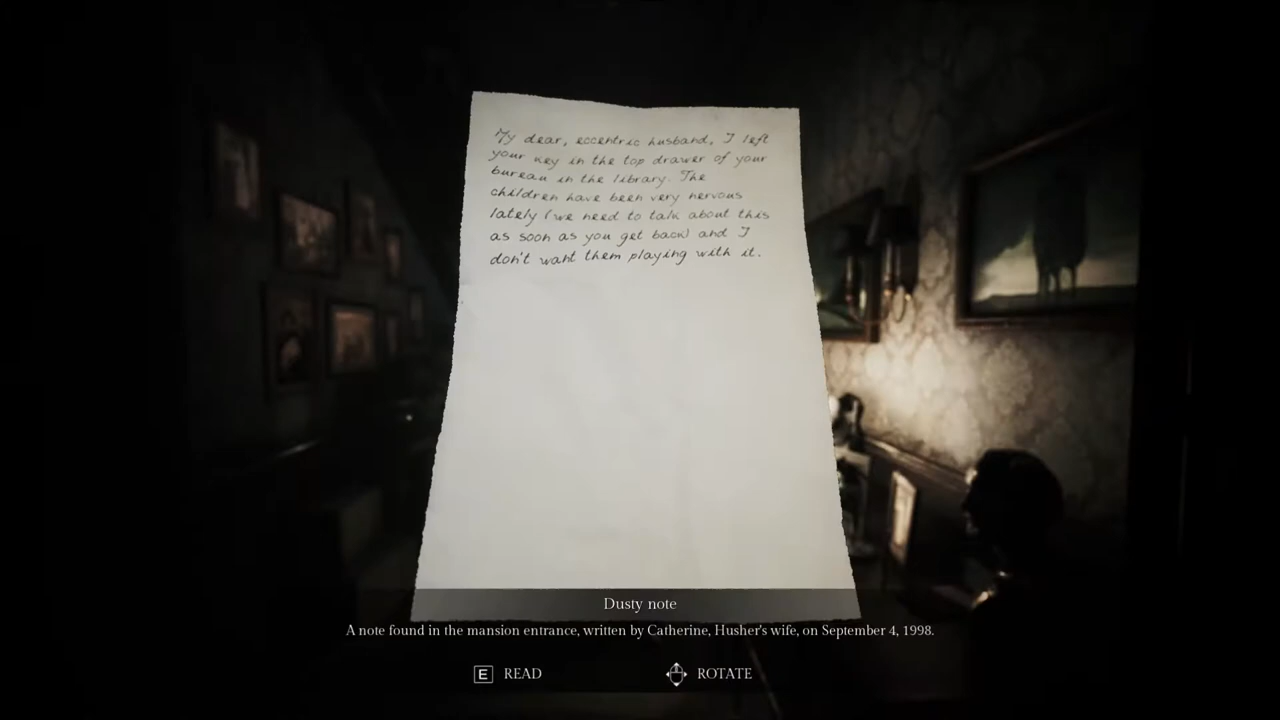 My dear, eccentric husband, I left
your key in the top drawer of your
bureau in the library. The
children have been very nervous
lately (we need to talk about this
as soon as you get back) and I
don't want them playing with it.
Dusty note
A note found in the mansion entrance, written by Catherine, Husher's wife, on September 4, 1998.
E READ
ROTATE